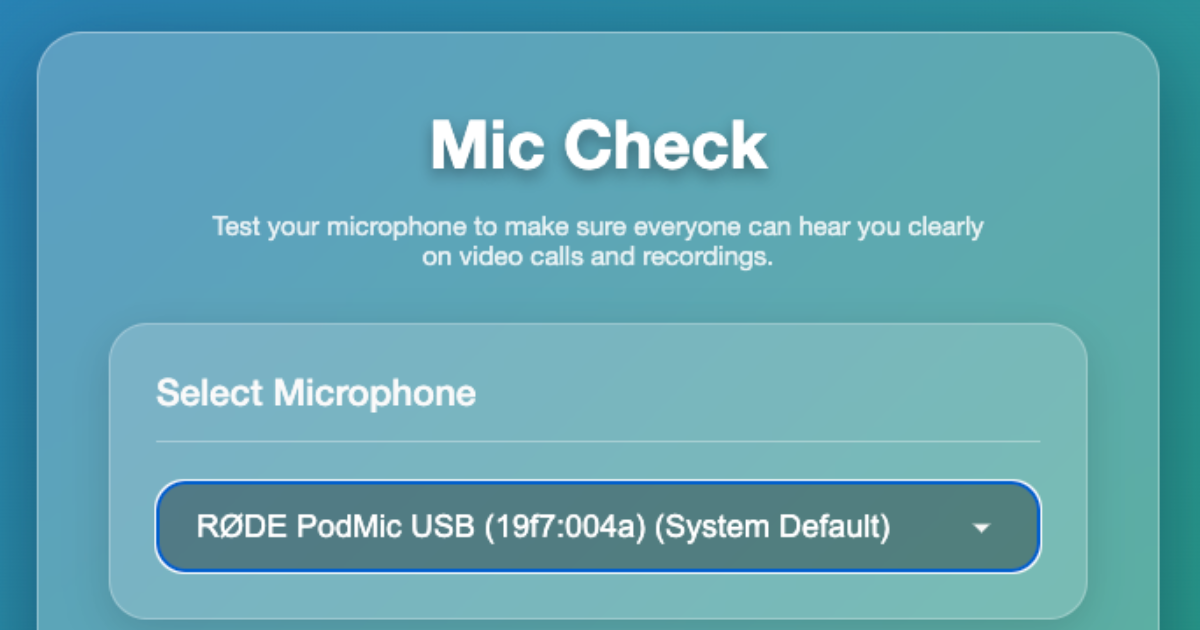 Mic Check
Test your microphone to make sure everyone can hear you clearly
on video calls and recordings.
Select Microphone
RØDE PodMic USB (19f7:004a) (System Default)